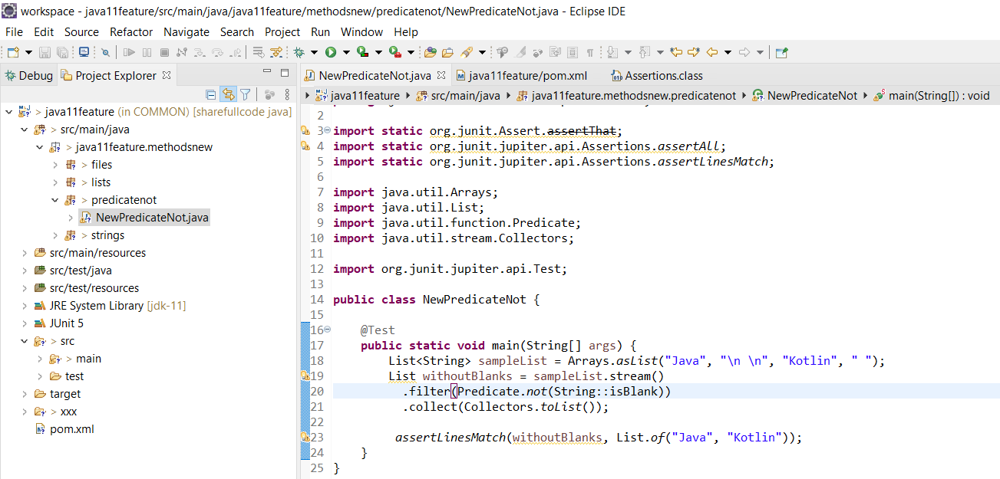 workspace - java11feature/src/main/java/java11feature/methodsnew/predicatenot/NewPredicateNot.java - Eclipse IDE
File Edit Source Refactor Navigate Search Project Run Window Help
Debug Project Explorer
> java11feature (in COMMON) [sharefullcode java]
> src/main/java
> java11feature.methodsnew
> files
> lists
> predicatenot
NewPredicateNot.java
> strings
src/main/resources
src/test/java
src/test/resources
JRE System Library [jdk-11]
JUnit 5
> src
> main
test
target
> xxx
pom.xml
NewPredicateNot.java java11feature/pom.xml Assertions.class
java11feature src/main/java java11feature.methodsnew.predicatenot NewPredicateNot main(String[]) : void
2
3 import static org.junit.Assert.assertThat;
4 import static org.junit.jupiter.api.Assertions.assertAll;
5 import static org.junit.jupiter.api.Assertions.assertLinesMatch;
6
7 import java.util.Arrays;
8 import java.util.List;
9 import java.util.function.Predicate;
10 import java.util.stream.Collectors;
11
12 import org.junit.jupiter.api.Test;
13
14 public class NewPredicateNot {
15
16 @Test
17 public static void main(String[] args) {
18 List<String> sampleList = Arrays.asList("Java", "\n \n", "Kotlin", " ");
19 List withoutBlanks = sampleList.stream()
20 .filter(Predicate.not(String::isBlank))
21 .collect(Collectors.toList());
22
23 assertLinesMatch(withoutBlanks, List.of("Java", "Kotlin"));
24 }
25 }